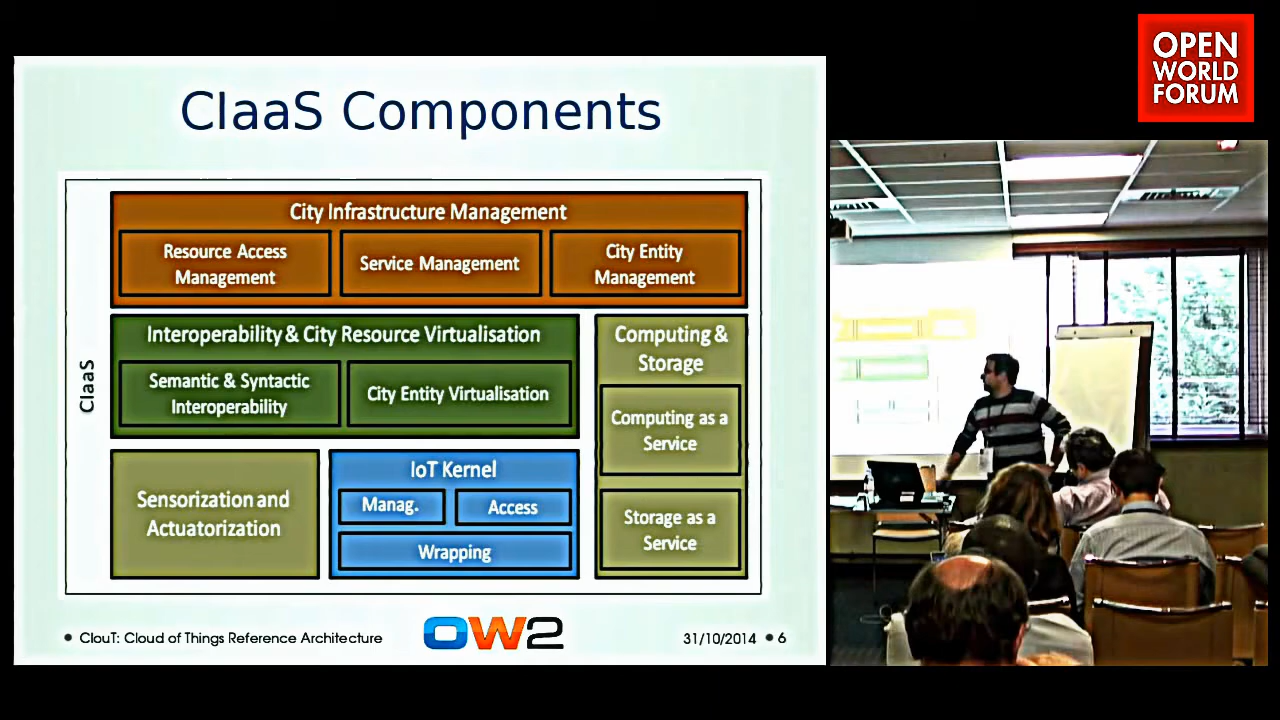 OPEN
WORLD
FORUM
CIaaS Components
CIaaS
City Infrastructure Management
Resource Access
Management
Service Management
City Entity
Management
Interoperability & City Resource Virtualisation
Semantic & Syntactic
Interoperability
City Entity Virtualisation
Computing &
Storage
Computing as a
Service
Storage as a
Service
Sensorization and
Actuatorization
IoT Kernel
Manag.
Access
Wrapping
• ClouT: Cloud of Things Reference Architecture
OW2
31/10/2014 • 6